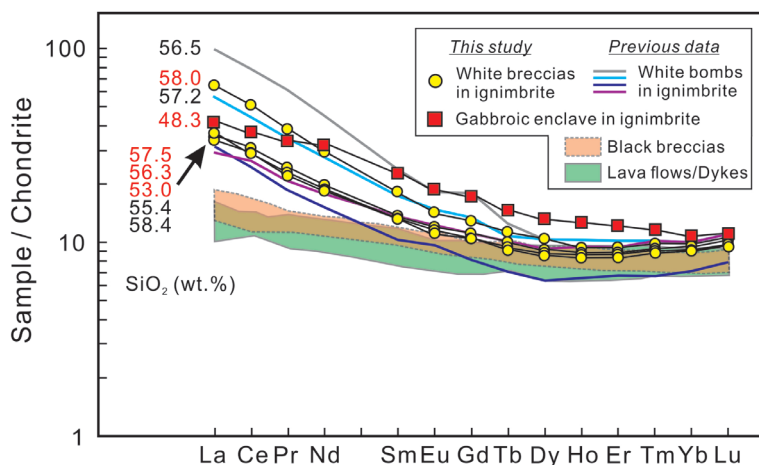 Sample / Chondrite
100
10
1
56.5
58.0
57.2
48.3
57.5
56.3
53.0
55.4
58.4
SiO₂ (wt.%)
This study
Previous data
White breccias
in ignimbrite
White bombs
in ignimbrite
Gabbroic enclave in ignimbrite
Black breccias
Lava flows/Dykes
La Ce Pr Nd Sm Eu Gd Tb Dy Ho Er Tm Yb Lu